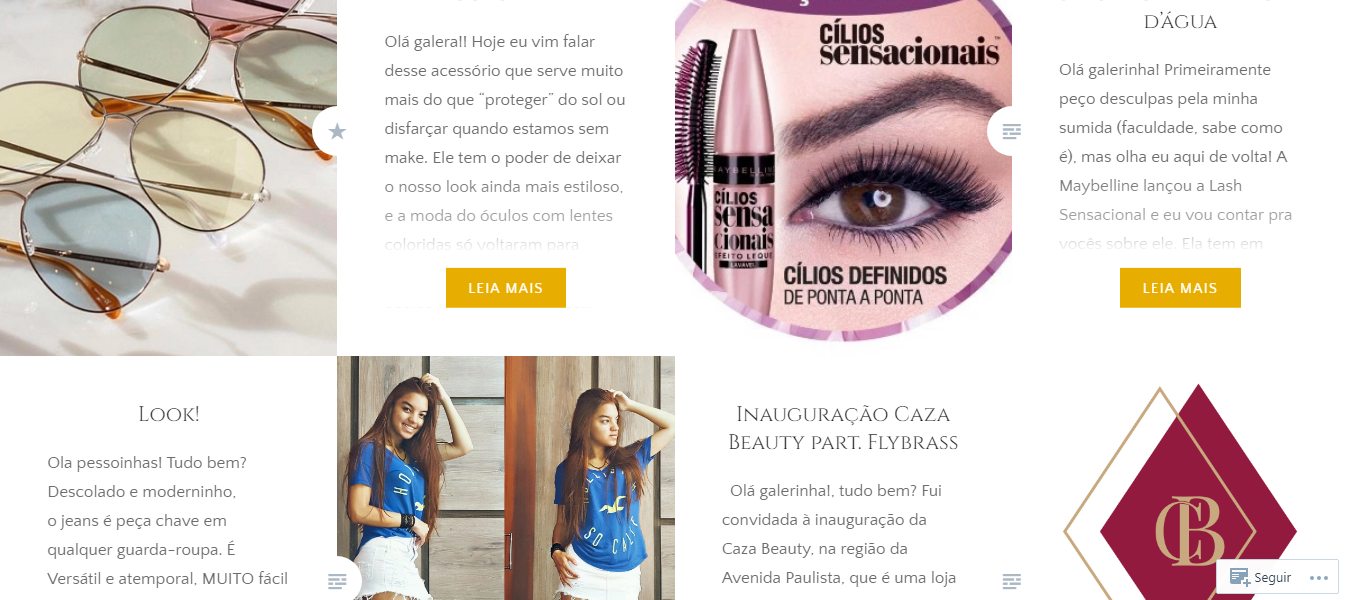 Olá galera!! Hoje eu vim falar
desse acessório que serve muito
mais do que “proteger” do sol ou
disfarçar quando estamos sem
make. Ele tem o poder de deixar
o nosso look ainda mais estiloso,
e a moda do óculos com lentes
coloridas só voltaram para
LEIA MAIS
CÍLIOS
sensacionais
MAYBELLINE
CÍLIOS
sensa
cionais
EFEITO LEQUE
LAVÁVEL
CÍLIOS DEFINIDOS
DE PONTA A PONTA
D’ÁGUA
Olá galerinha! Primeiramente
peço desculpas pela minha
sumida (faculdade, sabe como
é), mas olha eu aqui de volta! A
Maybelline lançou a Lash
Sensacional e eu vou contar pra
vocês sobre ele. Ela tem em
LEIA MAIS
Look!
Ola pessoinhas! Tudo bem?
Descolado e moderninho,
o jeans é peça chave em
qualquer guarda-roupa. É
Versátil e atemporal, MUITO fácil
SO CALIF
Inauguração Caza
Beauty part. Flybrass
Olá galerinha!, tudo bem? Fui
convidada à inauguração da
Caza Beauty, na região da
Avenida Paulista, que é uma loja
CB
Seguir